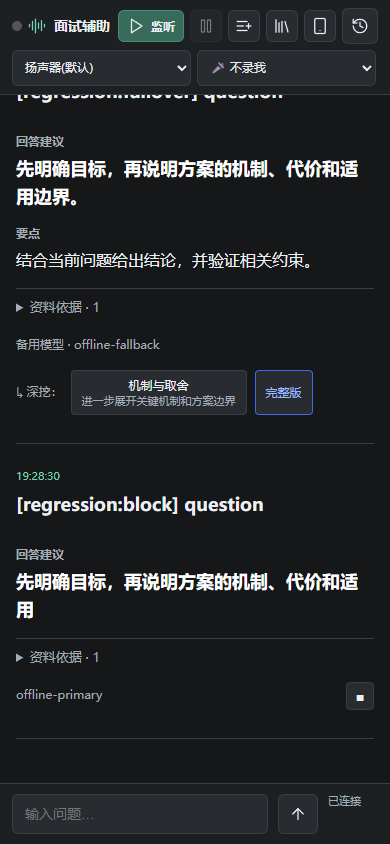 面试辅助
监听
扬声器(默认)
不录我
[regression:failover] question
回答建议
先明确目标，再说明方案的机制、代价和适
用边界。
要点
结合当前问题给出结论，并验证相关约束。
资料依据 · 1
备用模型 · offline-fallback
深挖：
机制与取舍
进一步展开关键机制和方案边界
完整版
19:28:30
[regression:block] question
回答建议
先明确目标，再说明方案的机制、代价和适
用
资料依据 · 1
offline-primary
输入问题...
已连接